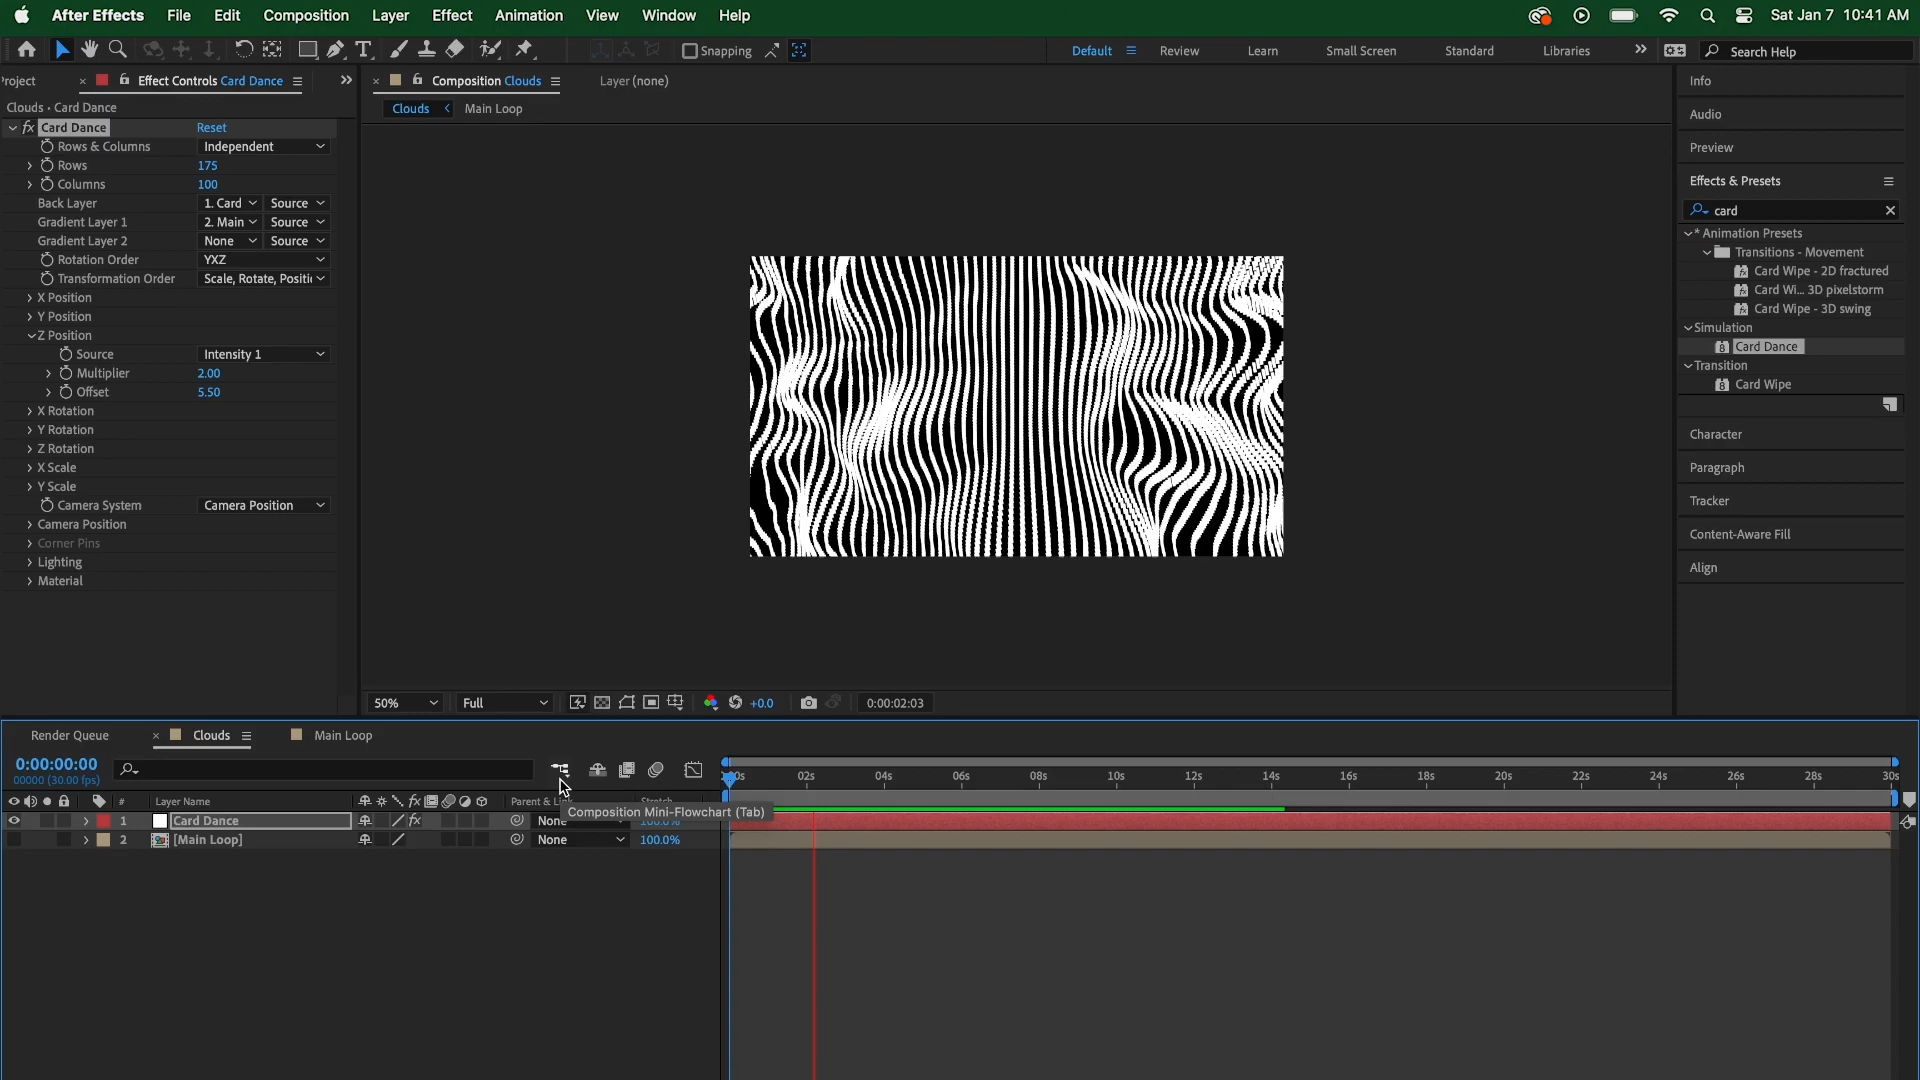 After Effects File Edit Composition Layer Effect Animation View Window Help Sat Jan 7 10:41 AM
Snapping Default Review Learn Small Screen Standard Libraries Search Help
roject × Effect Controls Card Dance × Composition Clouds Layer (none) Info
Clouds • Card Dance Clouds Main Loop
Card Dance Reset Audio
Rows & Columns Independent Preview
Rows 175
Columns 100 Effects & Presets
Back Layer 1. Card Source card
Gradient Layer 1 2. Main Source
Gradient Layer 2 None Source * Animation Presets
Rotation Order YXZ Transitions - Movement
Transformation Order Scale, Rotate, Positi Card Wipe - 2D fractured
X Position Card Wi... 3D pixelstorm
Y Position Card Wipe - 3D swing
Z Position Simulation
Source Intensity 1 Card Dance
Multiplier 2.00 Transition
Offset 5.50 Card Wipe
X Rotation
Y Rotation Character
Z Rotation
X Scale Paragraph
Y Scale
Camera System Camera Position Tracker
Camera Position
Corner Pins Content-Aware Fill
Lighting Align
Material
50% Full +0.0 0:00:02:03
Render Queue × Clouds Main Loop
0:00:00:00
00000 (30.00 fps) 00s 02s 04s 06s 08s 10s 12s 14s 16s 18s 20s 22s 24s 26s 28s 30s
# Layer Name fx Parent & Link Stretch
Composition Mini-Flowchart (Tab)
1 Card Dance fx None 100.0%
2 [Main Loop] None 100.0%